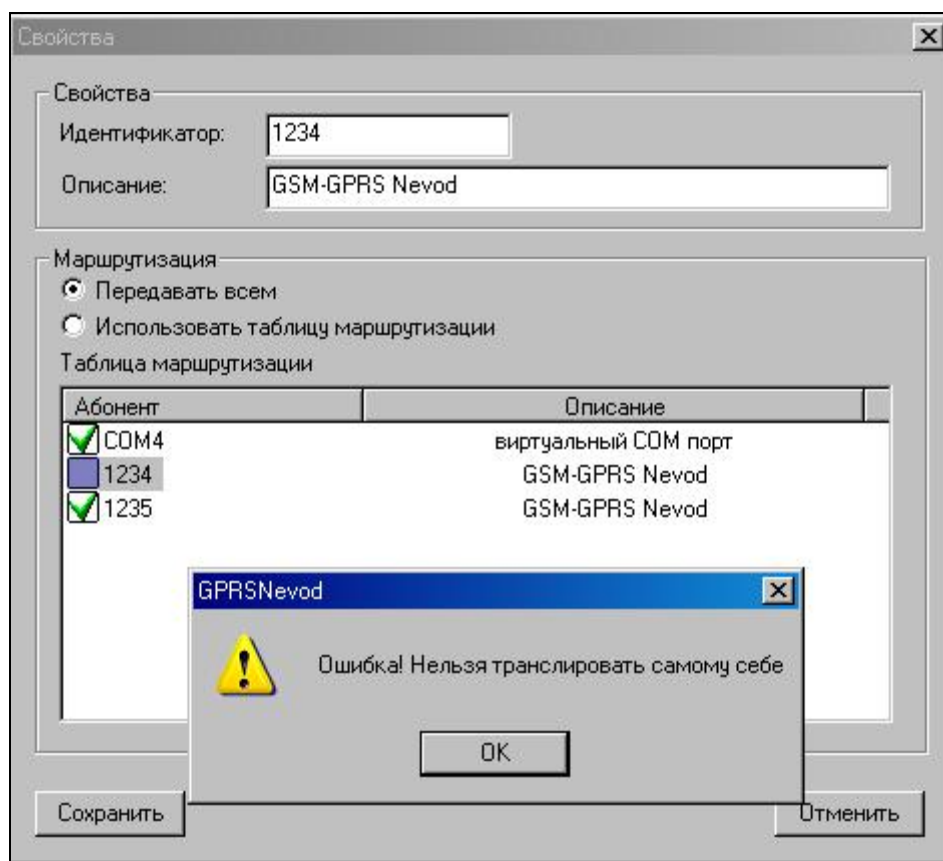 Свойства
Свойства
Идентификатор: 1234
Описание: GSM-GPRS Nevod
Маршрутизация
Передавать всем
Использовать таблицу маршрутизации
Таблица маршрутизации
Абонент Описание
COM4 виртуальный COM порт
1234 GSM-GPRS Nevod
1235 GSM-GPRS Nevod
GPRSNevod
Ошибка! Нельзя транслировать самому себе
OK
Сохранить Отменить